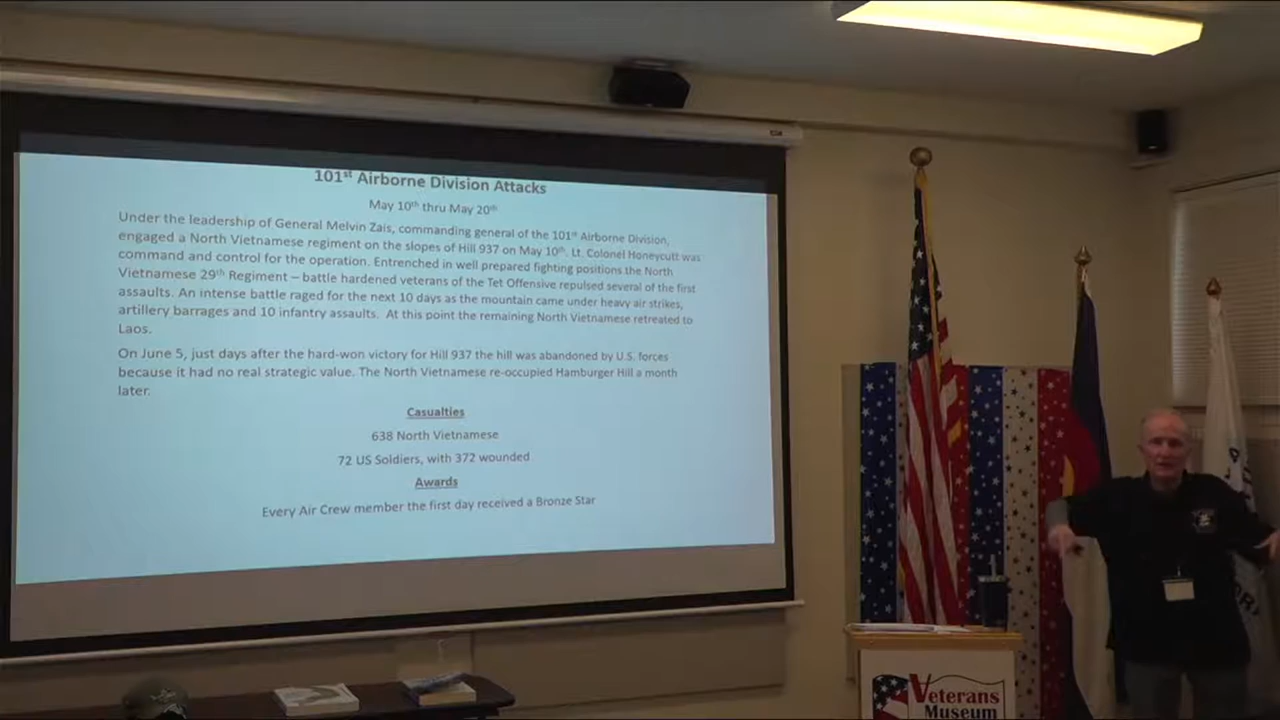 101st Airborne Division Attacks
May 10th thru May 20th
Under the leadership of General Melvin Zais, commanding general of the 101st Airborne Division,
engaged a North Vietnamese regiment on the slopes of Hill 937 on May 10th. Lt. Colonel Honeycutt was
command and control for the operation. Entrenched in well prepared fighting positions the North
Vietnamese 29th Regiment – battle hardened veterans of the Tet Offensive repulsed several of the first
assaults. An intense battle raged for the next 10 days as the mountain came under heavy air strikes,
artillery barrages and 10 infantry assaults. At this point the remaining North Vietnamese retreated to
Laos.
On June 5, just days after the hard-won victory for Hill 937 the hill was abandoned by U.S. forces
because it had no real strategic value. The North Vietnamese re-occupied Hamburger Hill a month
later.
Casualties
638 North Vietnamese
72 US Soldiers, with 372 wounded
Awards
Every Air Crew member the first day received a Bronze Star
Veterans
Museum